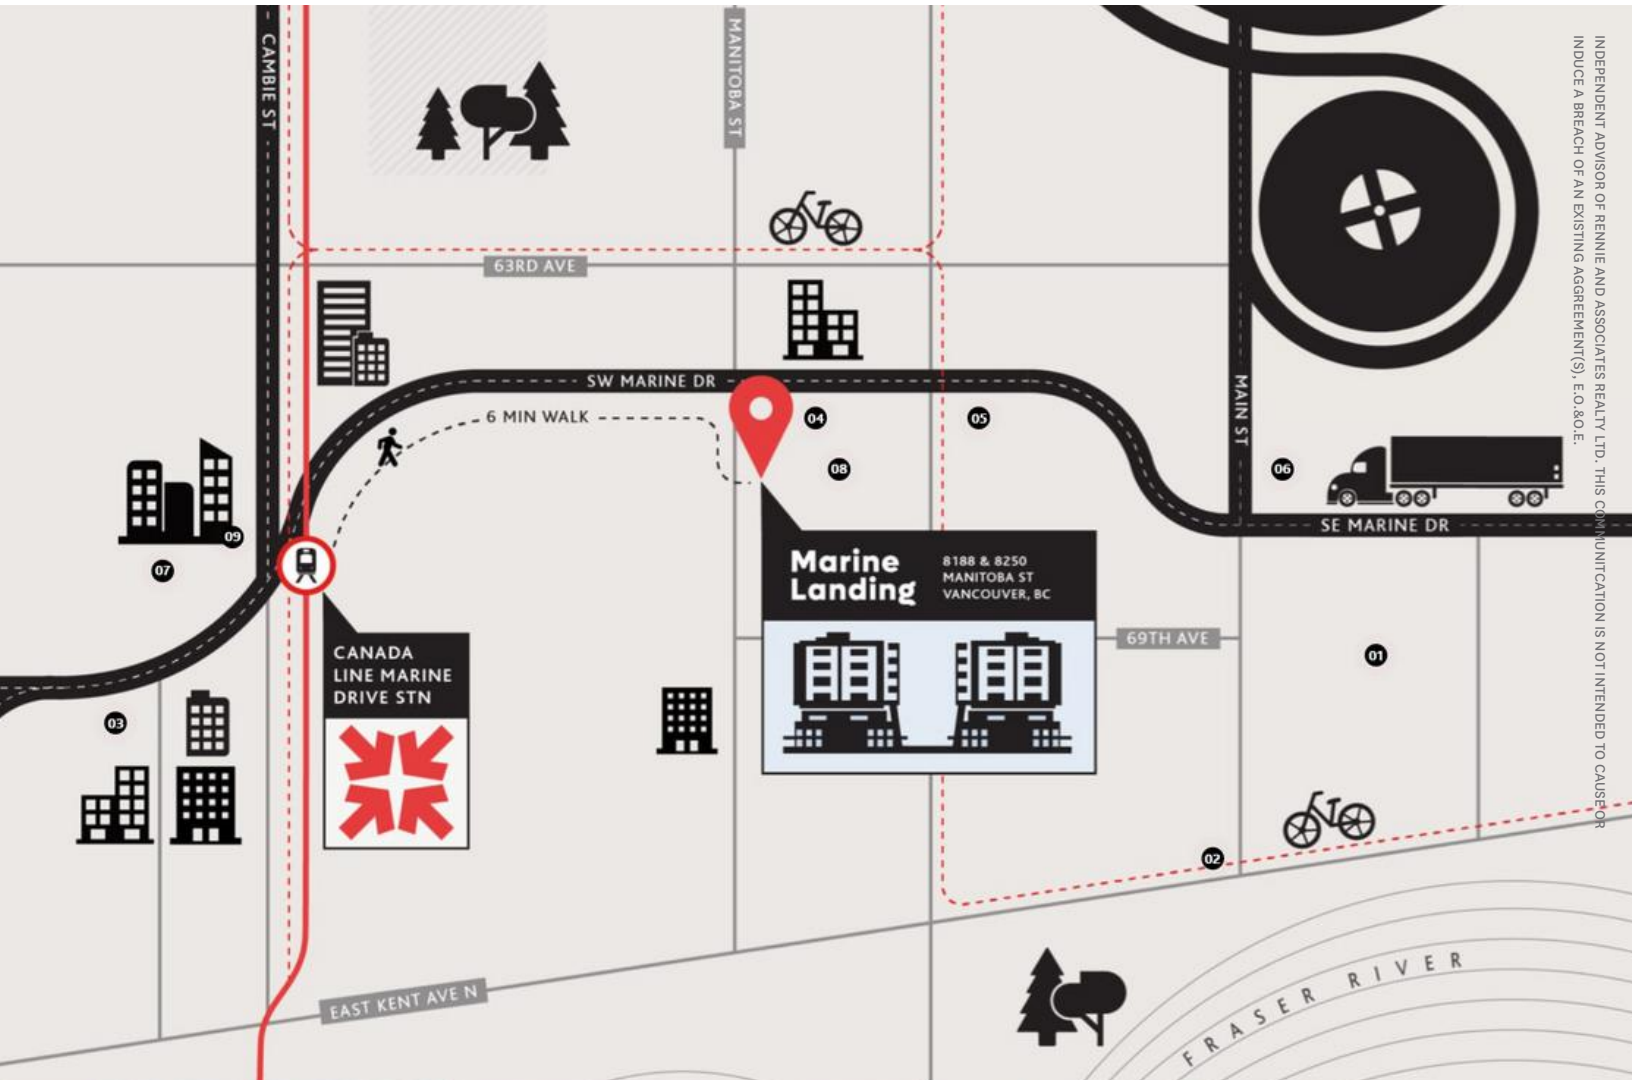 CAMBIE ST
MANITOBA ST
63RD AVE
SW MARINE DR
6 MIN WALK
04
05
MAIN ST
08
06
09
07
SE MARINE DR
Marine
Landing
8188 & 8250
MANITOBA ST
VANCOUVER, BC
69TH AVE
CANADA
LINE MARINE
DRIVE STN
01
03
02
EAST KENT AVE N
FRASER RIVER
INDEPENDENT ADVISOR OF RENNIE AND ASSOCIATES REALTY LTD. THIS COMMUNITCATION IS NOT INTENDED TO CAUSE OR
INDUCE A BREACH OF AN EXISTING AGGREEMENT(S), E.O.&O.E.